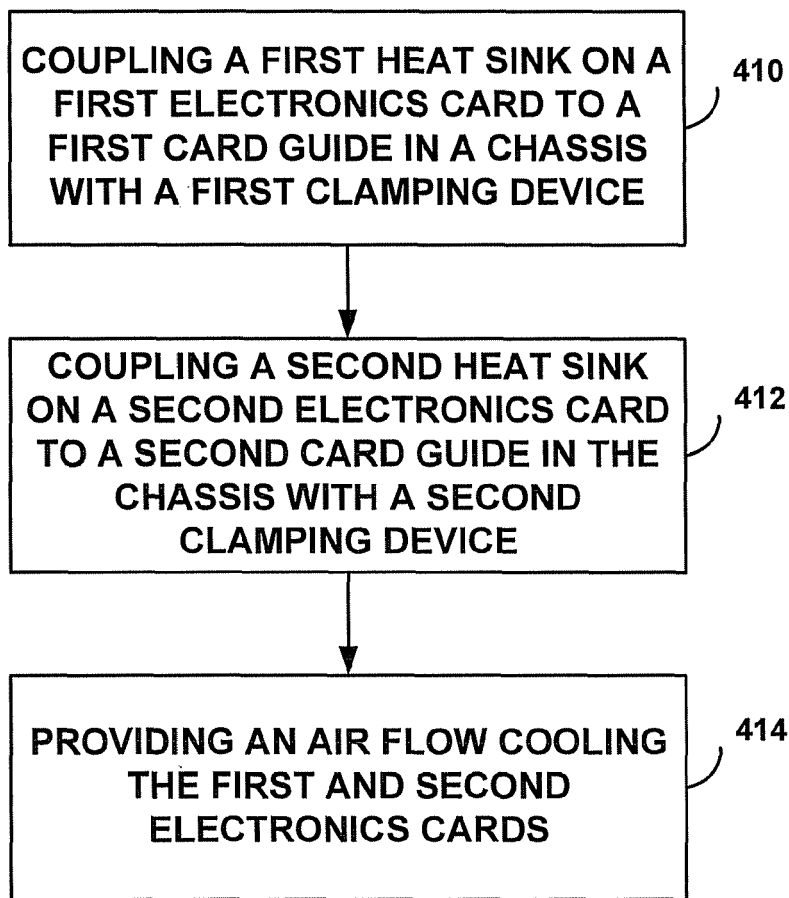 COUPLING A FIRST HEAT SINK ON A
FIRST ELECTRONICS CARD TO A
FIRST CARD GUIDE IN A CHASSIS
WITH A FIRST CLAMPING DEVICE
410
COUPLING A SECOND HEAT SINK
ON A SECOND ELECTRONICS CARD
TO A SECOND CARD GUIDE IN THE
CHASSIS WITH A SECOND
CLAMPING DEVICE
412
PROVIDING AN AIR FLOW COOLING
THE FIRST AND SECOND
ELECTRONICS CARDS
414